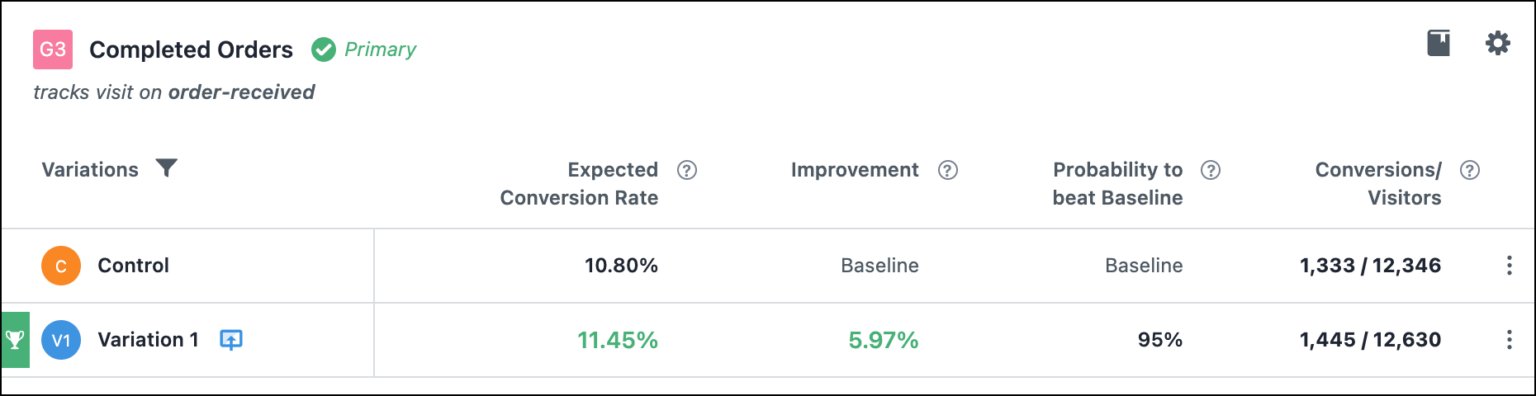 G3 Completed Orders Primary
tracks visit on order-received
Variations Expected Conversion Rate ? Improvement ? Probability to beat Baseline ? Conversions/ Visitors ?
C Control 10.80% Baseline Baseline 1,333 / 12,346
V1 Variation 1 11.45% 5.97% 95% 1,445 / 12,630